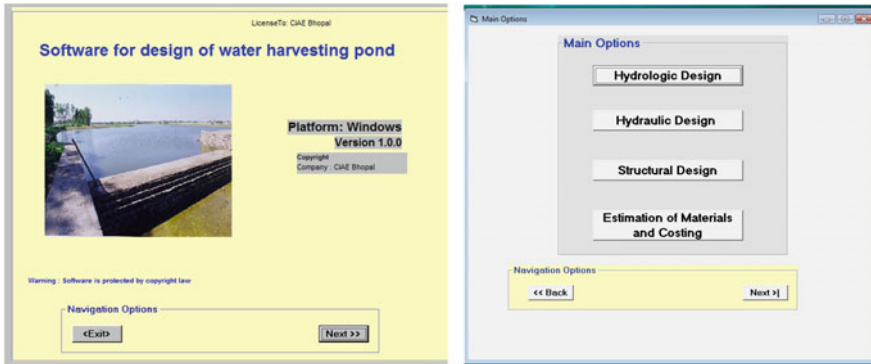 LicenseTo: CIAE Bhopal
Software for design of water harvesting pond
Platform: Windows
Version 1.0.0
Copyright
Company : CIAE Bhopal
Warning : Software is protected by copyright law
Navigation Options
<Exit>
Next >>
Main Options
Main Options
Hydrologic Design
Hydraulic Design
Structural Design
Estimation of Materials
and Costing
Navigation Options
<< Back
Next >|